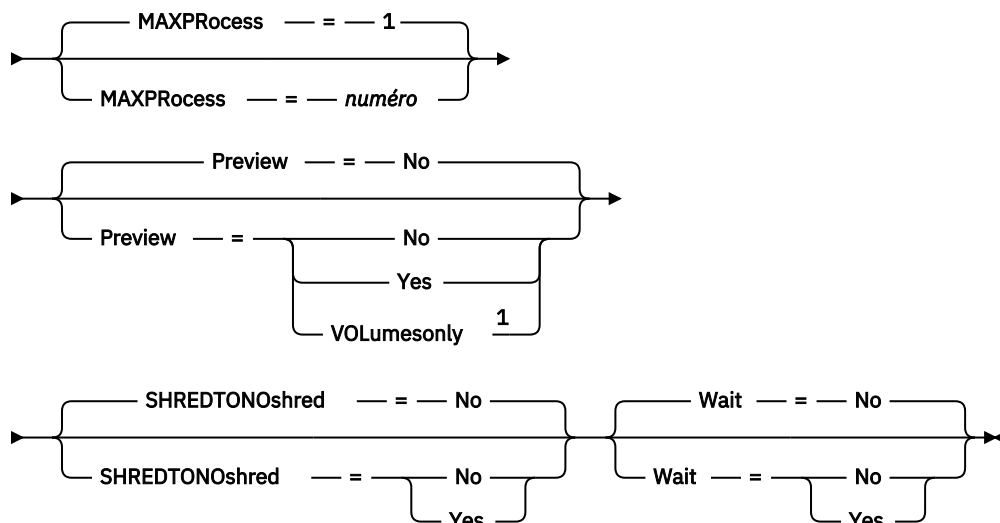 MAXPRocess = 1
MAXPRocess = numéro
Preview = No
Preview = No
Yes
VOLumesonly 1
SHREDTONOshred = No Wait = No
SHREDTONOshred = No Wait = No
Yes Yes